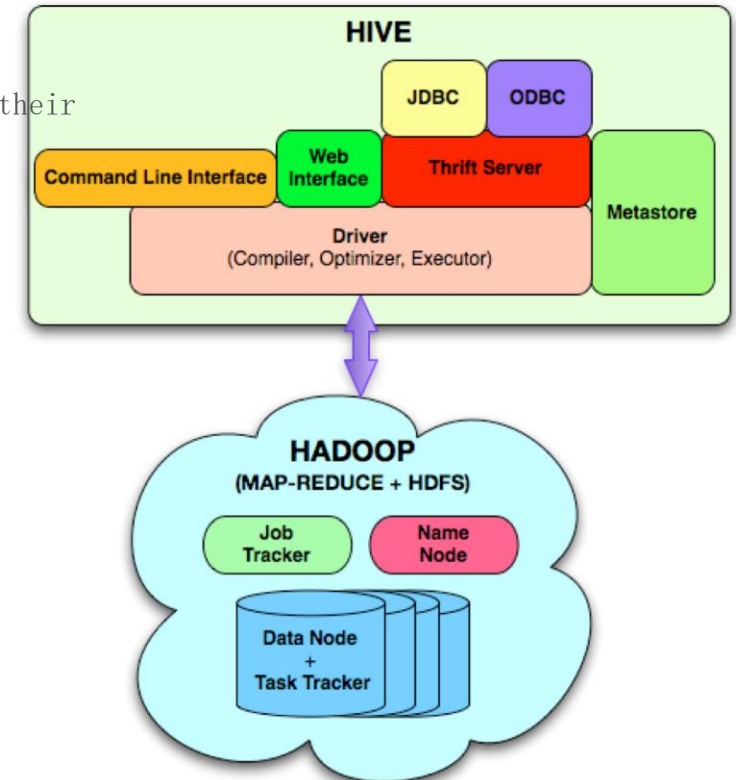 HIVE
their
JDBC
ODBC
Command Line Interface
Web
Interface
Thrift Server
Metastore
Driver
(Compiler, Optimizer, Executor)
HADOOP
(MAP-REDUCE + HDFS)
Job
Tracker
Name
Node
Data Node
+
Task Tracker